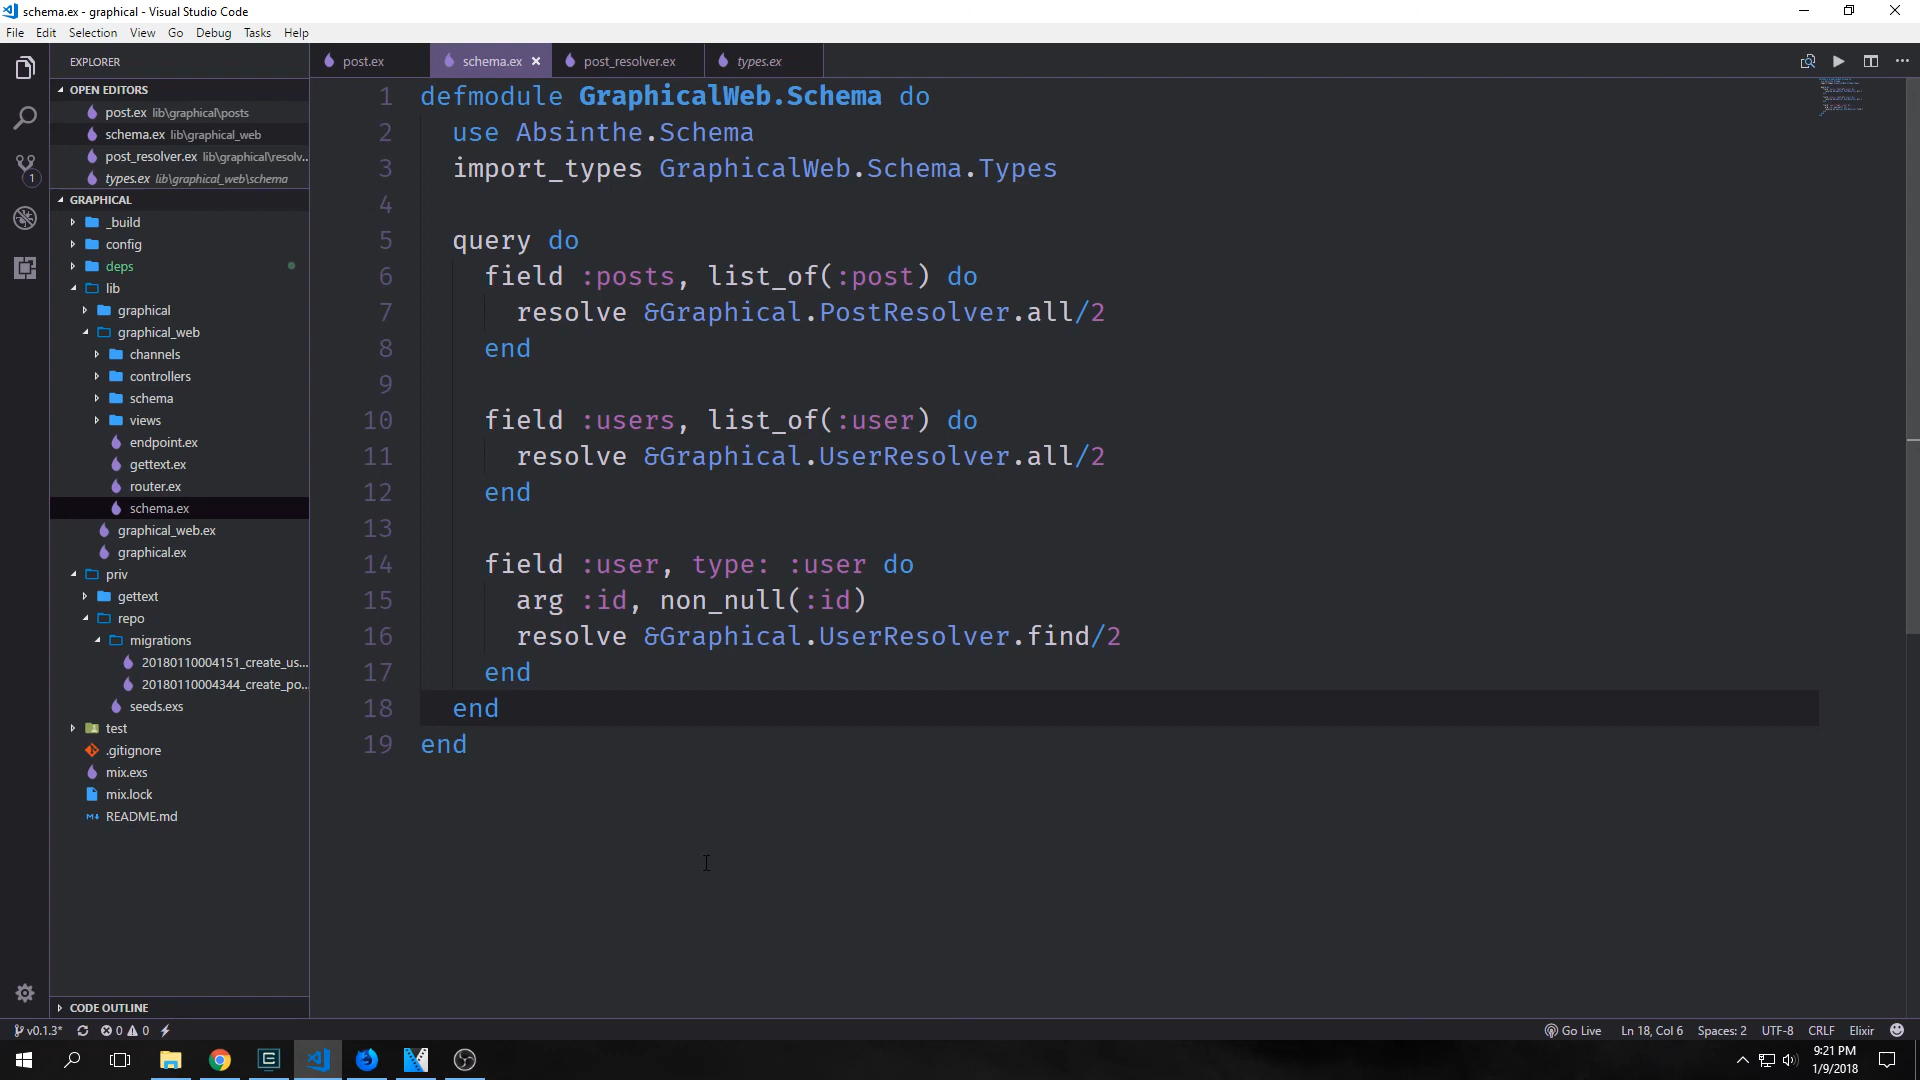 schema.ex - graphical - Visual Studio Code
File Edit Selection View Go Debug Tasks Help
EXPLORER
post.ex
schema.ex
post_resolver.ex
types.ex
OPEN EDITORS
post.ex lib\graphical\posts
schema.ex lib\graphical_web
post_resolver.ex lib\graphical\resolv...
types.ex lib\graphical_web\schema
GRAPHICAL
_build
config
deps
lib
graphical
graphical_web
channels
controllers
schema
views
endpoint.ex
gettext.ex
router.ex
schema.ex
graphical_web.ex
graphical.ex
priv
gettext
repo
migrations
20180110004151_create_us...
20180110004344_create_po...
seeds.exs
test
.gitignore
mix.exs
mix.lock
README.md
CODE OUTLINE
1
1 defmodule GraphicalWeb.Schema do
2 use Absinthe.Schema
3 import_types GraphicalWeb.Schema.Types
4
5 query do
6 field :posts, list_of(:post) do
7 resolve &Graphical.PostResolver.all/2
8 end
9
10 field :users, list_of(:user) do
11 resolve &Graphical.UserResolver.all/2
12 end
13
14 field :user, type: :user do
15 arg :id, non_null(:id)
16 resolve &Graphical.UserResolver.find/2
17 end
18 end
19 end
v0.1.3* 0 0 Go Live Ln 18, Col 6 Spaces: 2 UTF-8 CRLF Elixir
9:21 PM
1/9/2018